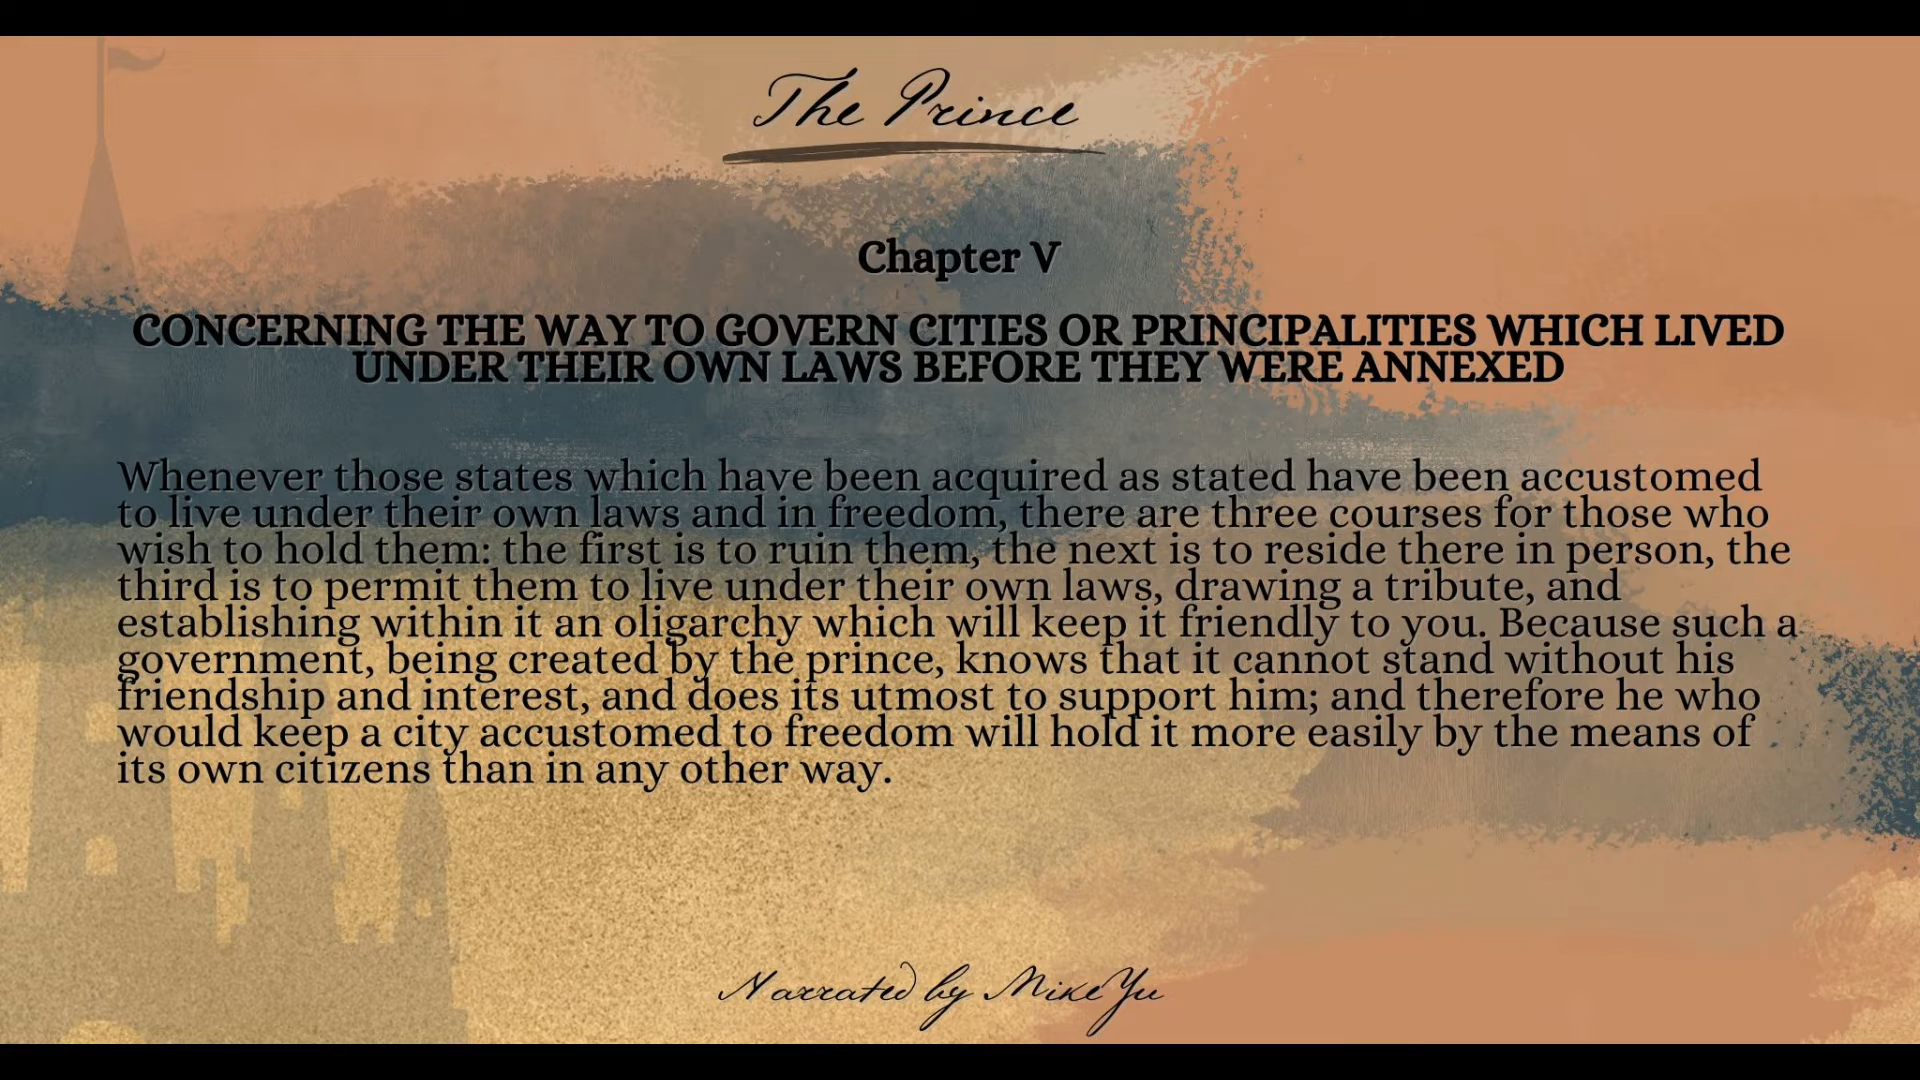 The Prince
Chapter V
CONCERNING THE WAY TO GOVERN CITIES OR PRINCIPALITIES WHICH LIVED
UNDER THEIR OWN LAWS BEFORE THEY WERE ANNEXED
Whenever those states which have been acquired as stated have been accustomed
to live under their own laws and in freedom, there are three courses for those who
wish to hold them: the first is to ruin them, the next is to reside there in person, the
third is to permit them to live under their own laws, drawing a tribute, and
establishing within it an oligarchy which will keep it friendly to you. Because such a
government, being created by the prince, knows that it cannot stand without his
friendship and interest, and does its utmost to support him; and therefore he who
would keep a city accustomed to freedom will hold it more easily by the means of
its own citizens than in any other way.
Narrated by Mike Yu